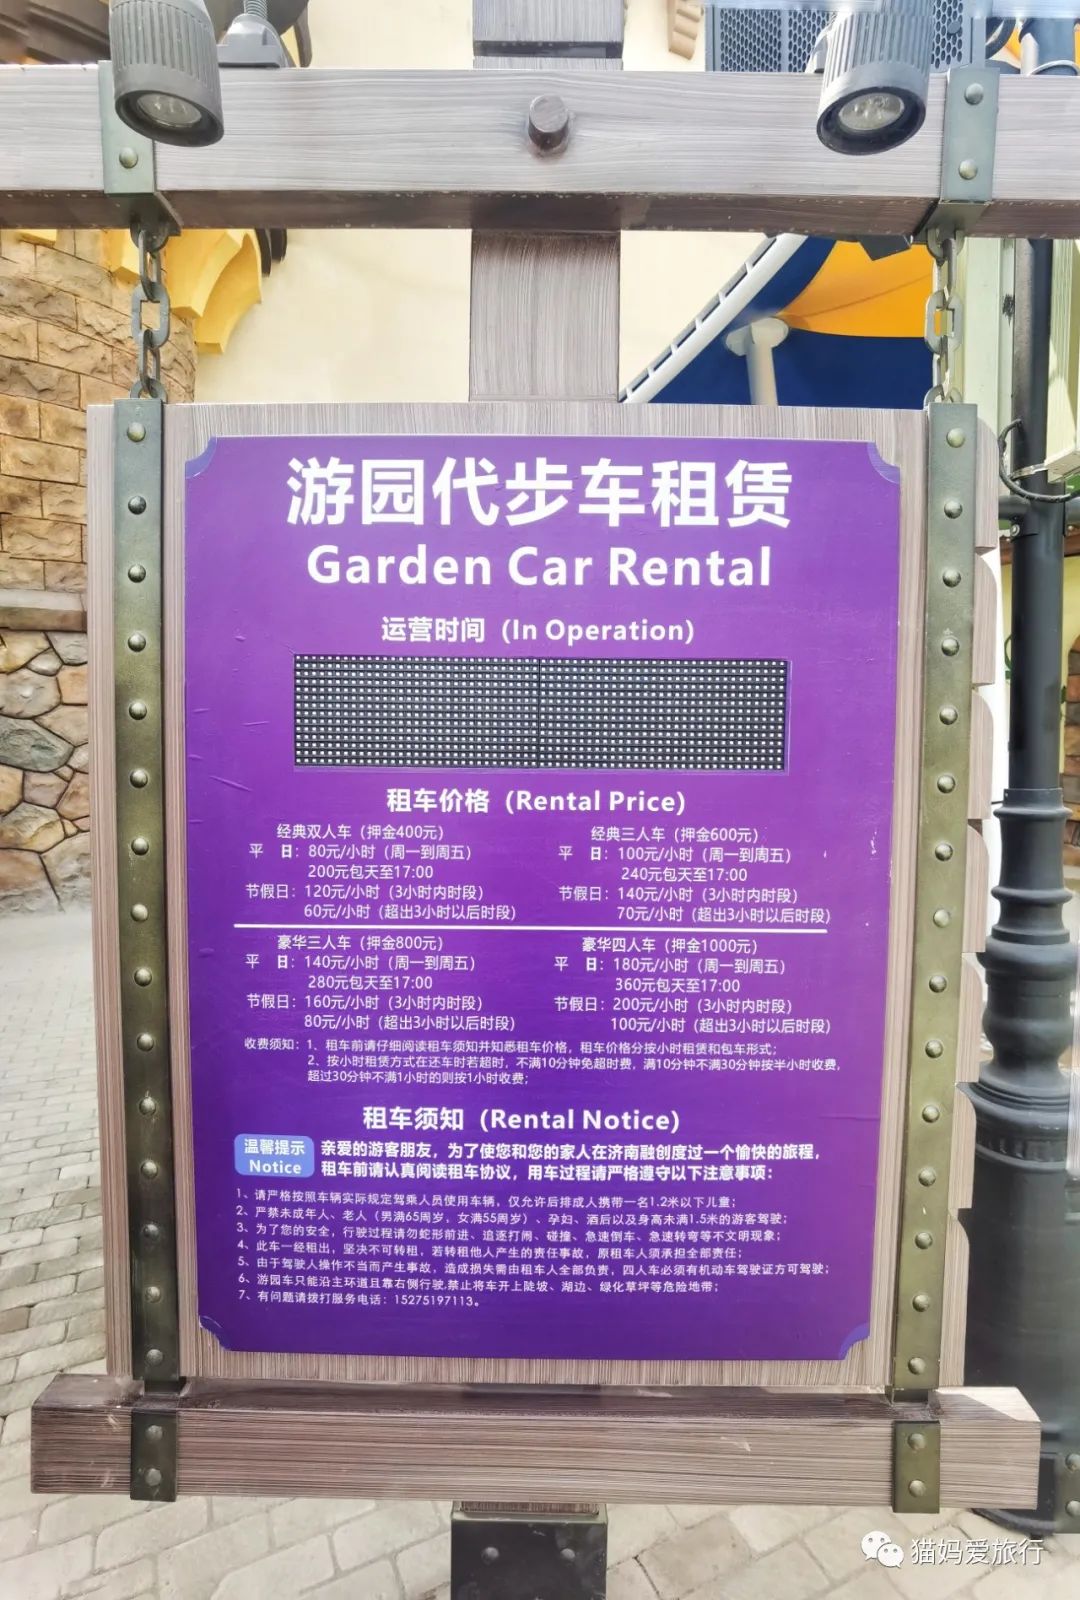 游园代步车租赁
Garden Car Rental
运营时间 (In Operation)
租车价格 (Rental Price)
经典双人车（押金400元）
平 日：80元/小时（周一到周五）
200元包天至17:00
节假日：120元/小时（3小时内时段）
60元/小时（超出3小时以后时段）
经典三人车（押金600元）
平 日：100元/小时（周一到周五）
240元包天至17:00
节假日：140元/小时（3小时内时段）
70元/小时（超出3小时以后时段）
豪华三人车（押金800元）
平 日：140元/小时（周一到周五）
280元包天至17:00
节假日：160元/小时（3小时内时段）
80元/小时（超出3小时以后时段）
豪华四人车（押金1000元）
平 日：180元/小时（周一到周五）
360元包天至17:00
节假日：200元/小时（3小时内时段）
100元/小时（超出3小时以后时段）
收费须知：1、租车前请仔细阅读租车须知并知悉租车价格，租车价格分按小时租赁和包车形式；
2、按小时租赁方式在还车时若超时，不满10分钟免超时费，满10分钟不满30分钟按半小时收费，
超过30分钟不满1小时的则按1小时收费；
租车须知 (Rental Notice)
温馨提示
Notice
亲爱的游客朋友，为了使您和您的家人在济南融创度过一个愉快的旅程，
租车前请认真阅读租车协议，用车过程请严格遵守以下注意事项：
1、请严格按照车辆实际规定驾乘人员使用车辆，仅允许后排成人携带一名1.2米以下儿童；
2、严禁未成年人、老人（男满65周岁，女满55周岁）、孕妇、酒后以及身高未满1.5米的游客驾驶；
3、为了您的安全，行驶过程请勿蛇形前进、追逐打闹、碰撞、急速倒车、急速转弯等不文明现象；
4、此车一经租出，坚决不可转租，若转租他人产生的责任事故，原租车人须承担全部责任；
5、由于驾驶人操作不当而产生事故，造成损失需由租车人全部负责，四人车必须有机动车驾驶证方可驾驶；
6、游园车只能沿主环道且靠右侧行驶,禁止将车开上陡坡、湖边、绿化草坪等危险地带；
7、有问题请拨打服务电话：15275197113。
猫妈爱旅行